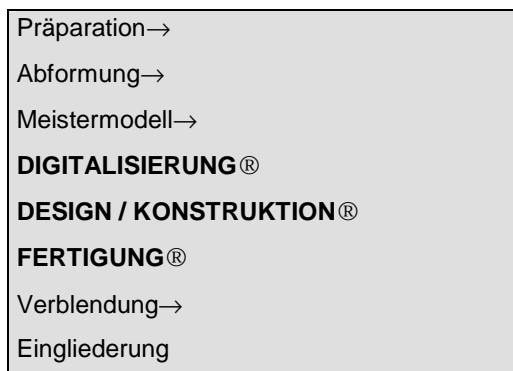 Präparation→
Abformung→
Meistermodell→
DIGITALISIERUNG®
DESIGN / KONSTRUKTION®
FERTIGUNG®
Verblendung→
Eingliederung